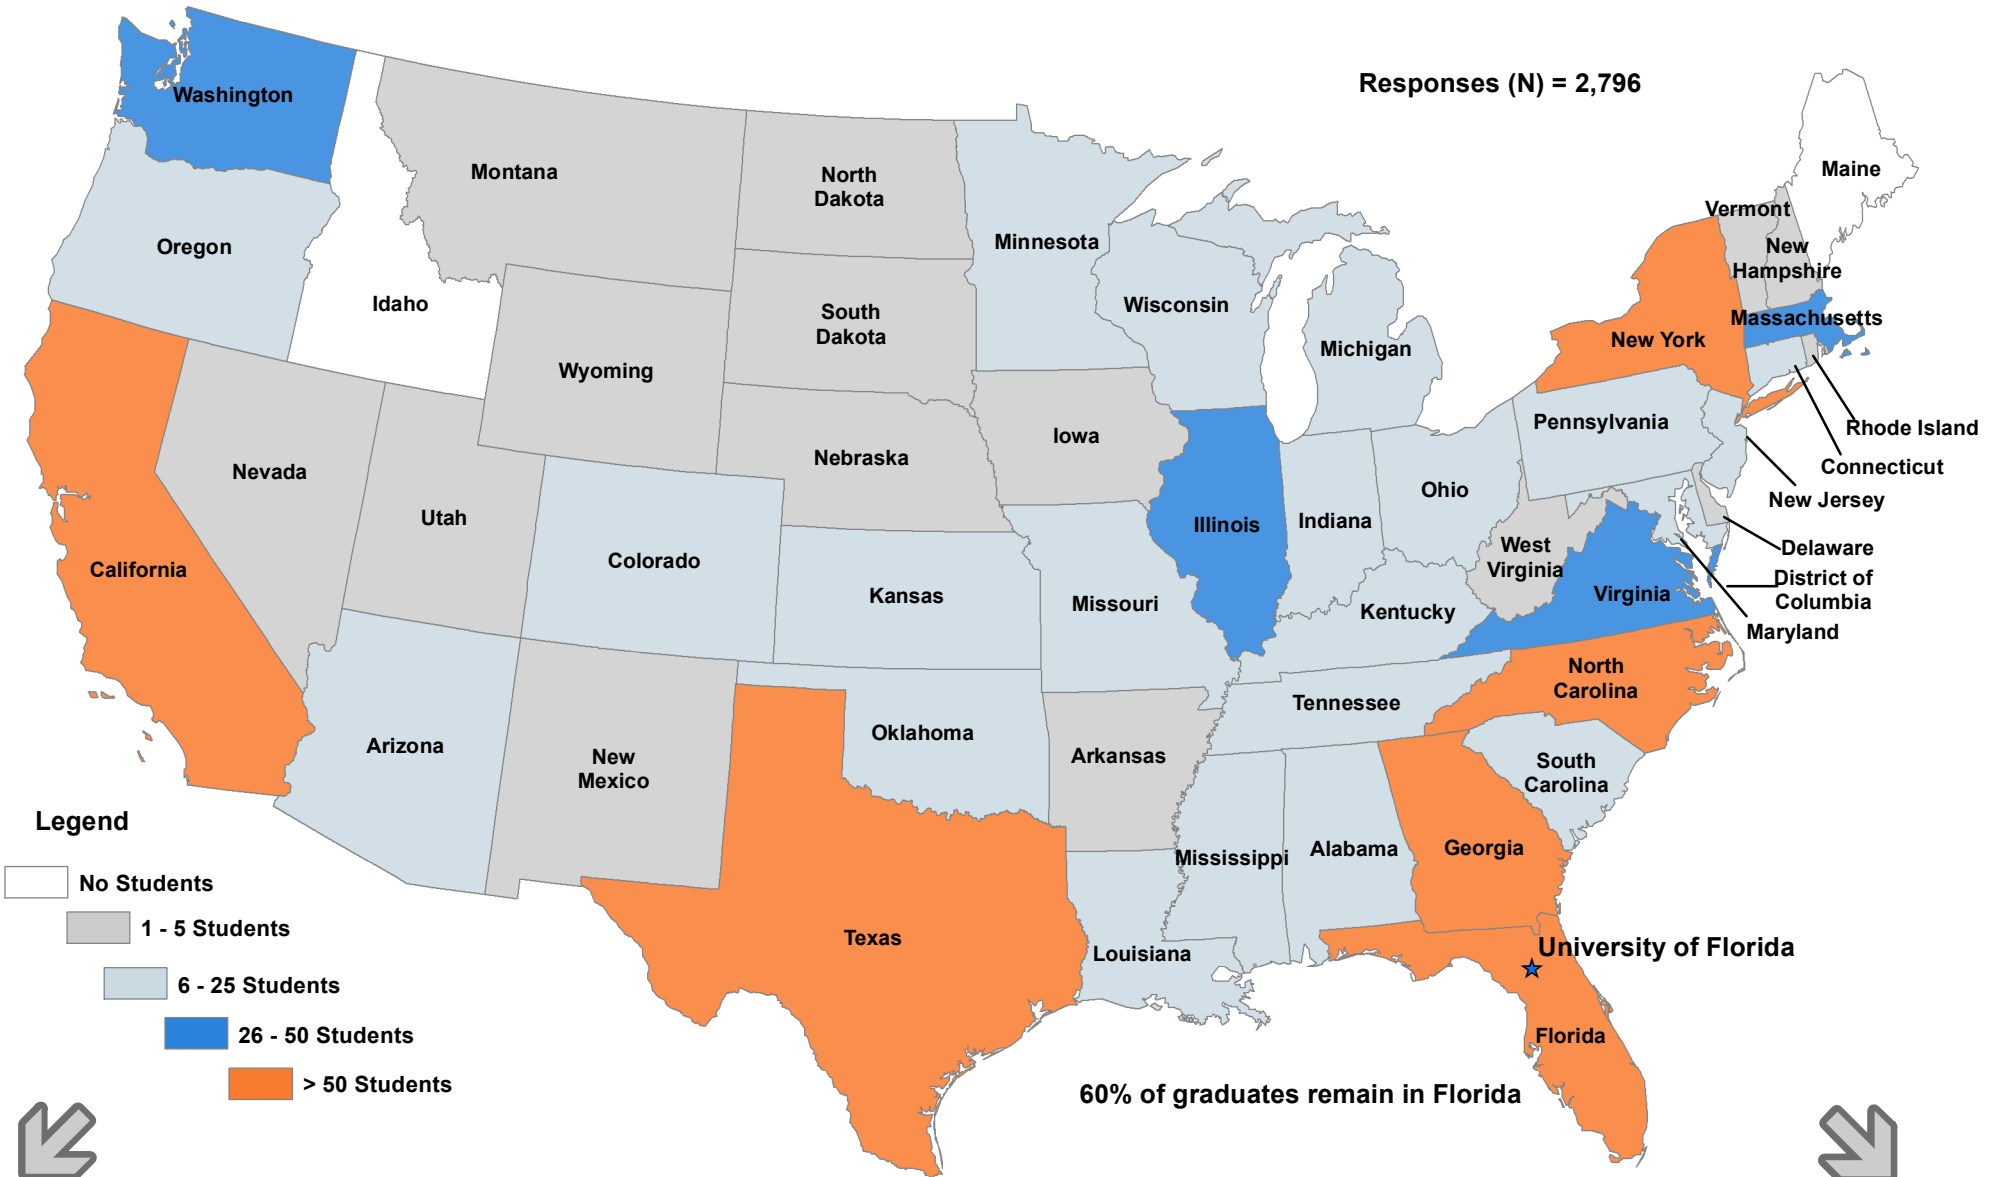 Responses (N) = 2,796
Washington
Montana
North
Dakota
Minnesota
Maine
Vermont
New
Hampshire
Oregon
Idaho
South
Dakota
Wisconsin
Michigan
New York
Massachusetts
Wyoming
Nevada
Utah
Nebraska
Iowa
Pennsylvania
Rhode Island
Connecticut
New Jersey
Ohio
Indiana
Illinois
Colorado
Kansas
Missouri
West
Virginia
Virginia
Delaware
District of
Columbia
Maryland
California
Kentucky
North
Carolina
Tennessee
Arizona
New
Mexico
Oklahoma
Arkansas
South
Carolina
Mississippi
Alabama
Georgia
Texas
Louisiana
University of Florida
Florida
60% of graduates remain in Florida
Legend
No Students
1 - 5 Students
6 - 25 Students
26 - 50 Students
> 50 Students